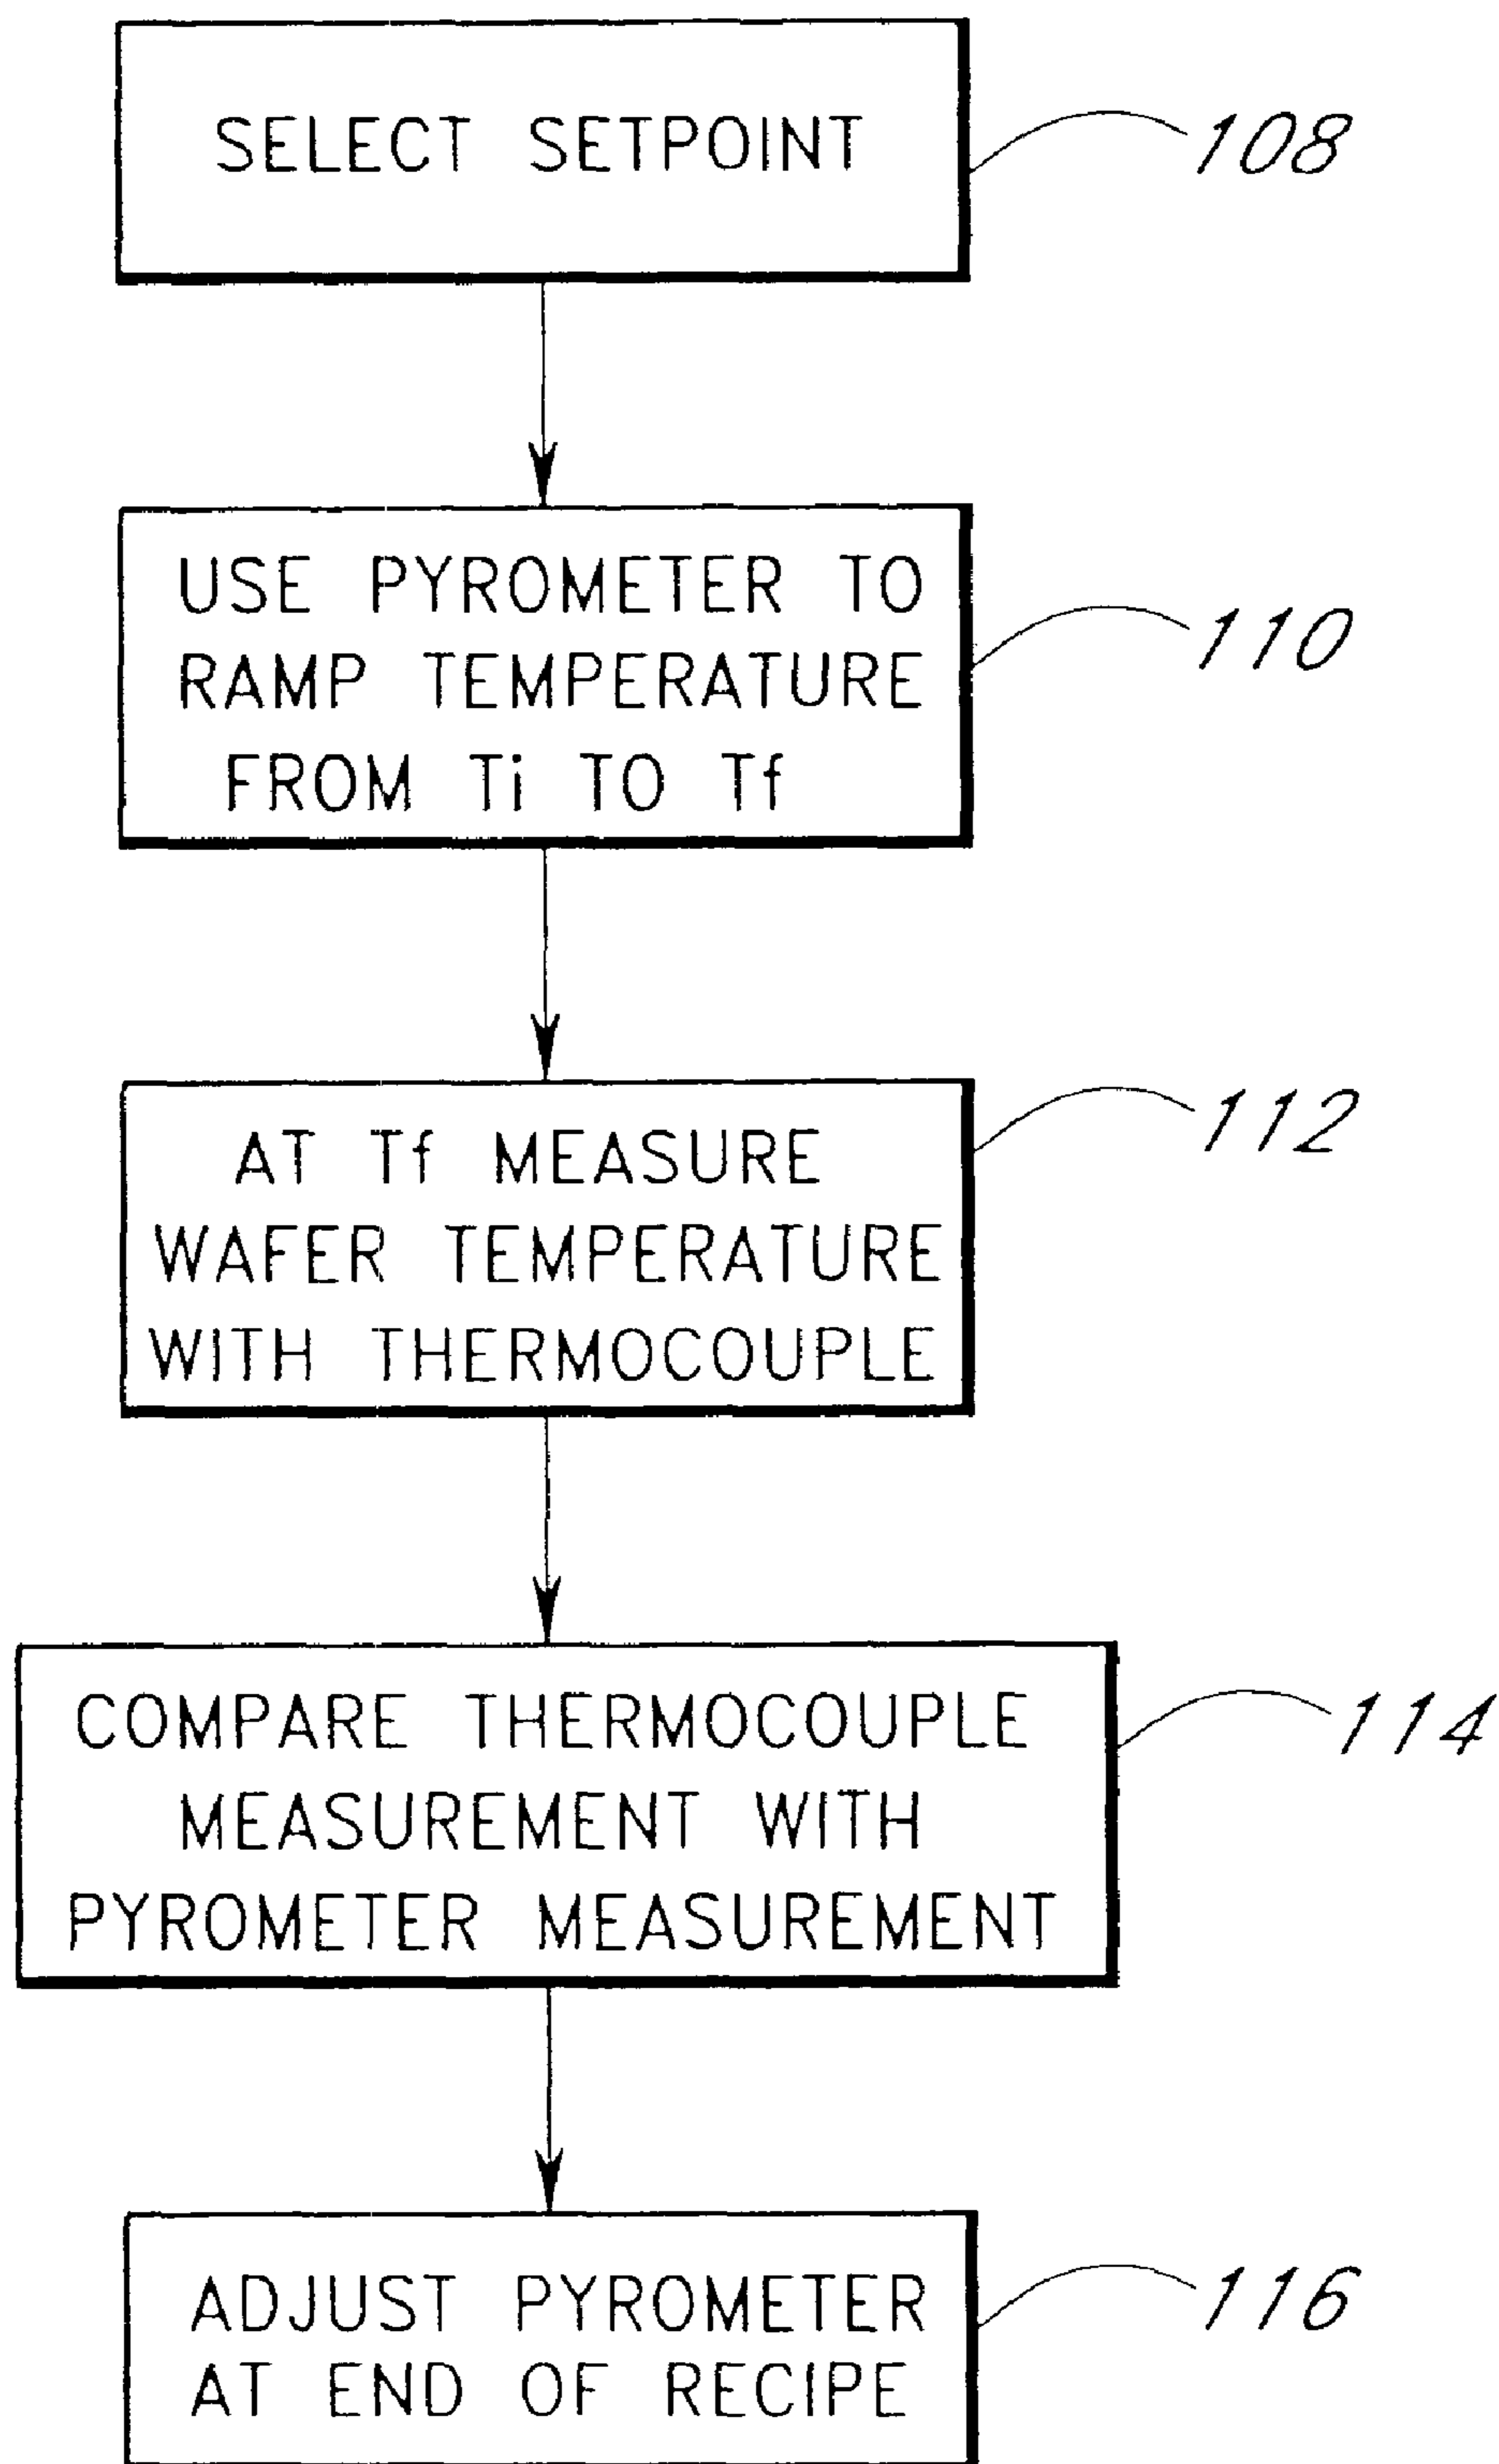 SELECT SETPOINT
108
USE PYROMETER TO
RAMP TEMPERATURE
FROM Ti TO Tf
110
AT Tf MEASURE
WAFER TEMPERATURE
WITH THERMOCOUPLE
112
COMPARE THERMOCOUPLE
MEASUREMENT WITH
PYROMETER MEASUREMENT
114
ADJUST PYROMETER
AT END OF RECIPE
116